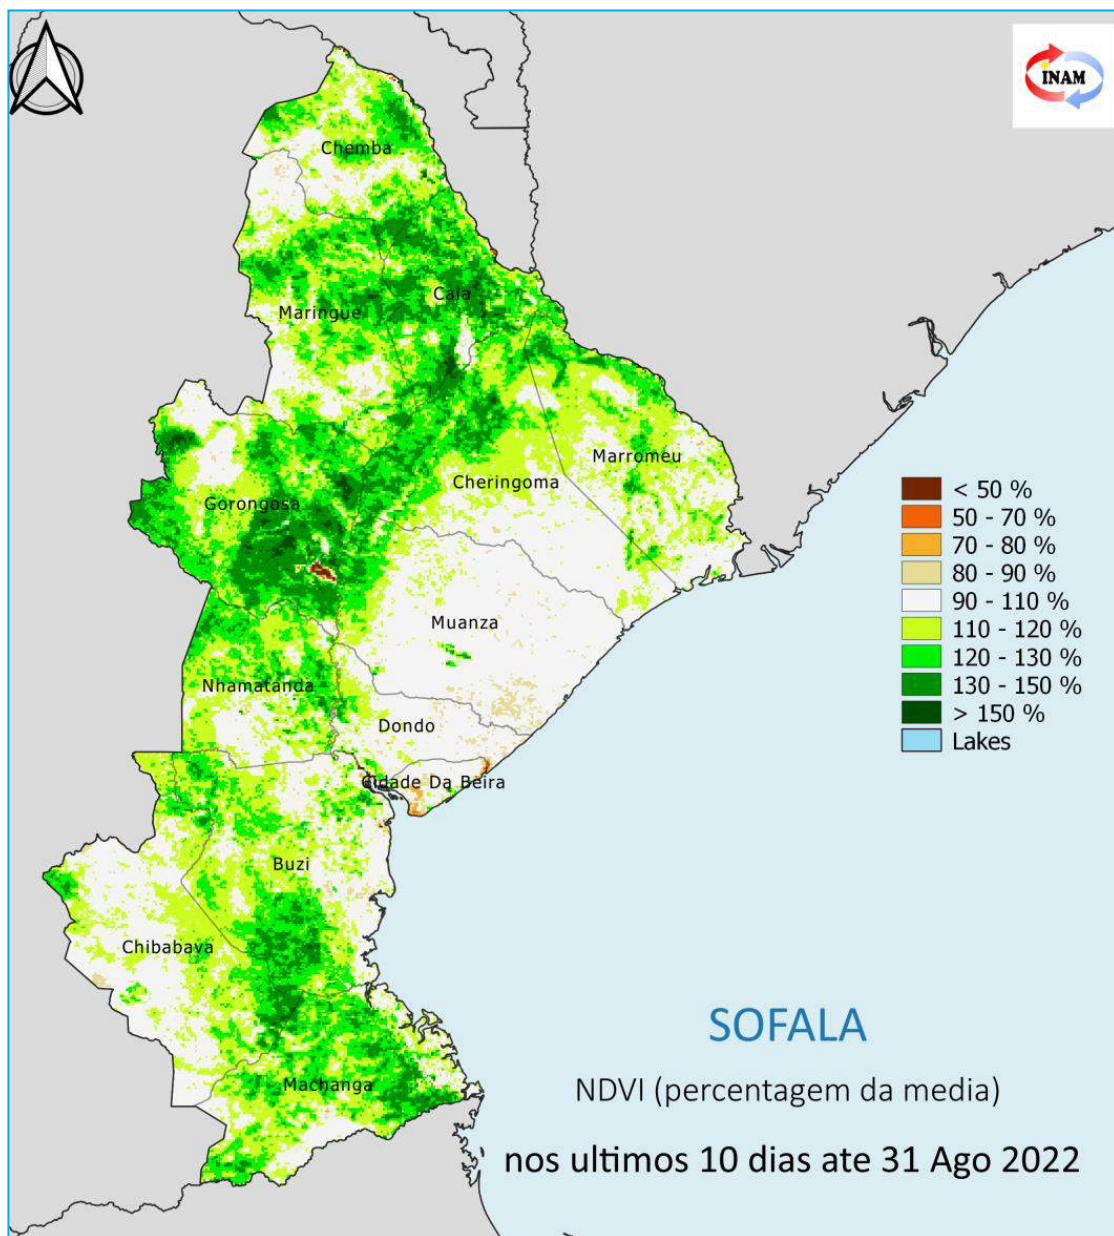 INAM
Chemba
Caia
Maringue
Marromeu
Cheringoma
Gorongosa
Muanza
Nhamatanda
Dondo
Cidade Da Beira
Buzi
Chibabava
Machanga
< 50 %
50 - 70 %
70 - 80 %
80 - 90 %
90 - 110 %
110 - 120 %
120 - 130 %
130 - 150 %
> 150 %
Lakes
SOFALA
NDVI (percentagem da media)
nos ultimos 10 dias ate 31 Ago 2022